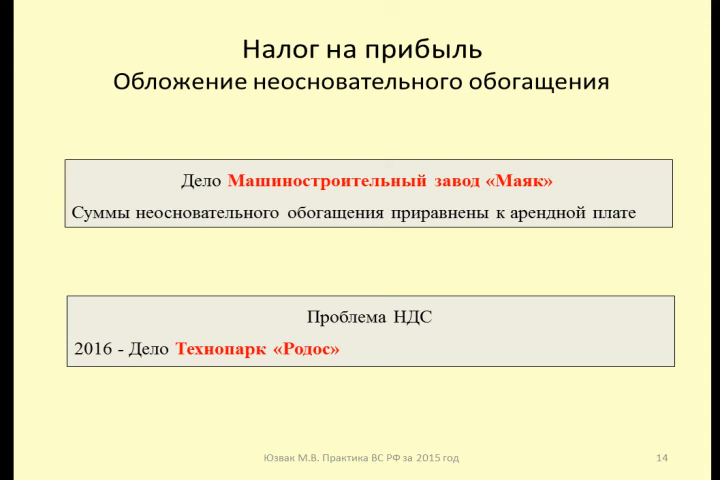 Налог на прибыль
Обложение неосновательного обогащения
Дело Машиностроительный завод «Маяк»
Суммы неосновательного обогащения приравнены к арендной плате
Проблема НДС
2016 - Дело Технопарк «Родос»
Юзвак М.В. Практика ВС РФ за 2015 год
14